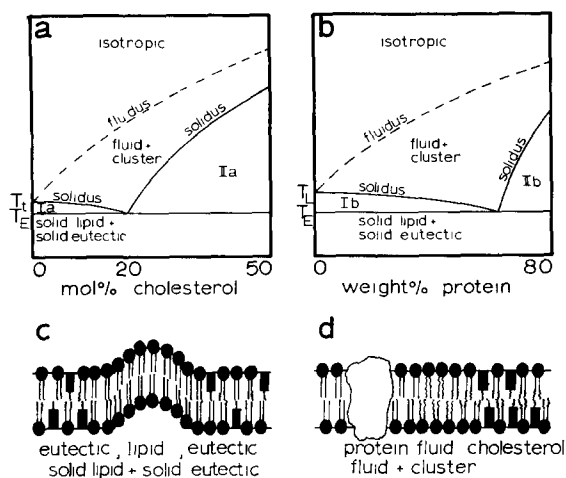 a
isotropic
fluidus
fluid+
cluster
solidus
IIa
Tt
solidus
Ia
TE
solid lipid+
solid eutectic
0 20 50
mol% cholesterol
b
isotropic
fluidus
fluid+
cluster
solidus
IIb
solidus
Ib
TE
solid lipid+
solid eutectic
0 80
weight% protein
c
eutectic, lipid, eutectic
solid lipid+solid eutectic
d
protein fluid cholesterol
fluid+cluster